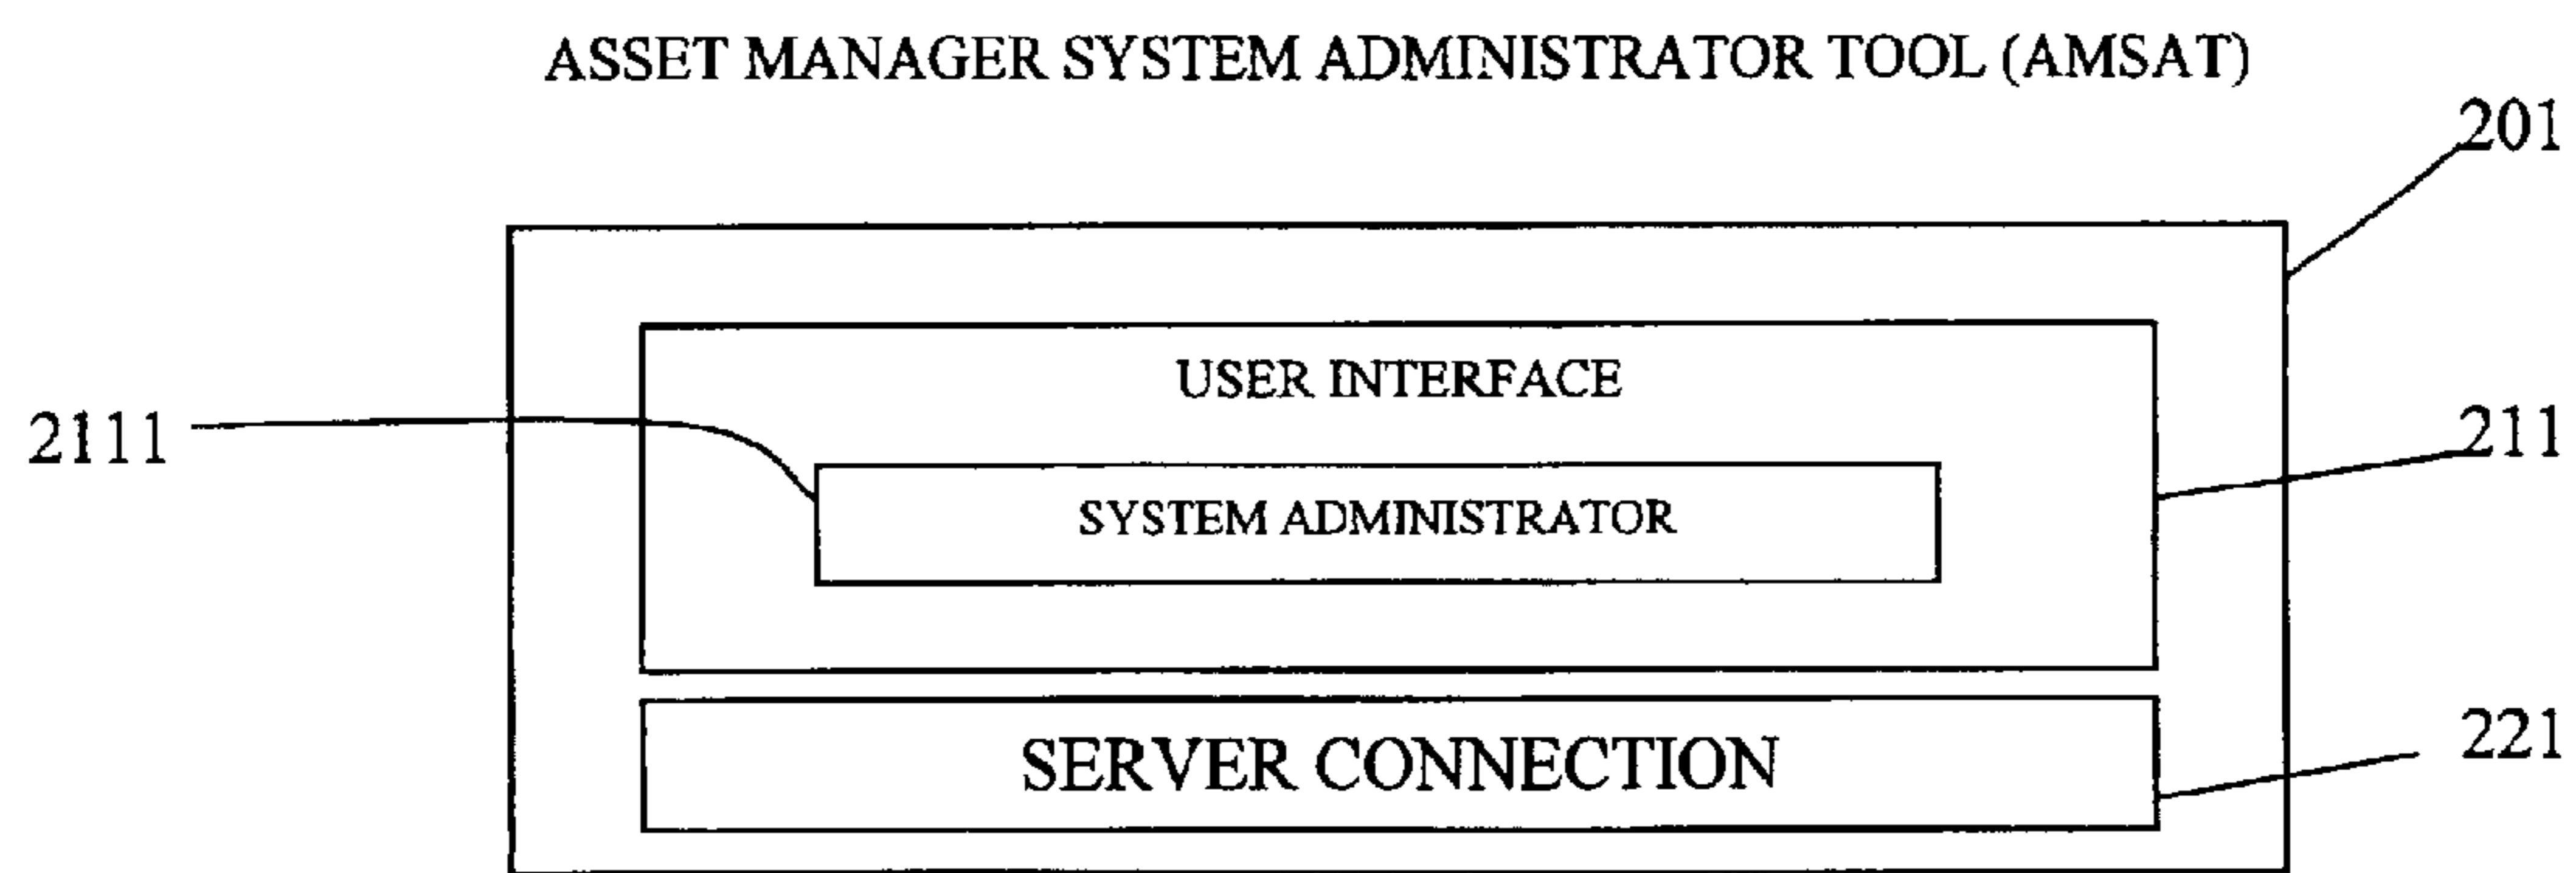 ASSET MANAGER SYSTEM ADMINISTRATOR TOOL (AMSAT)
201
USER INTERFACE
2111
211
SYSTEM ADMINISTRATOR
221
SERVER CONNECTION